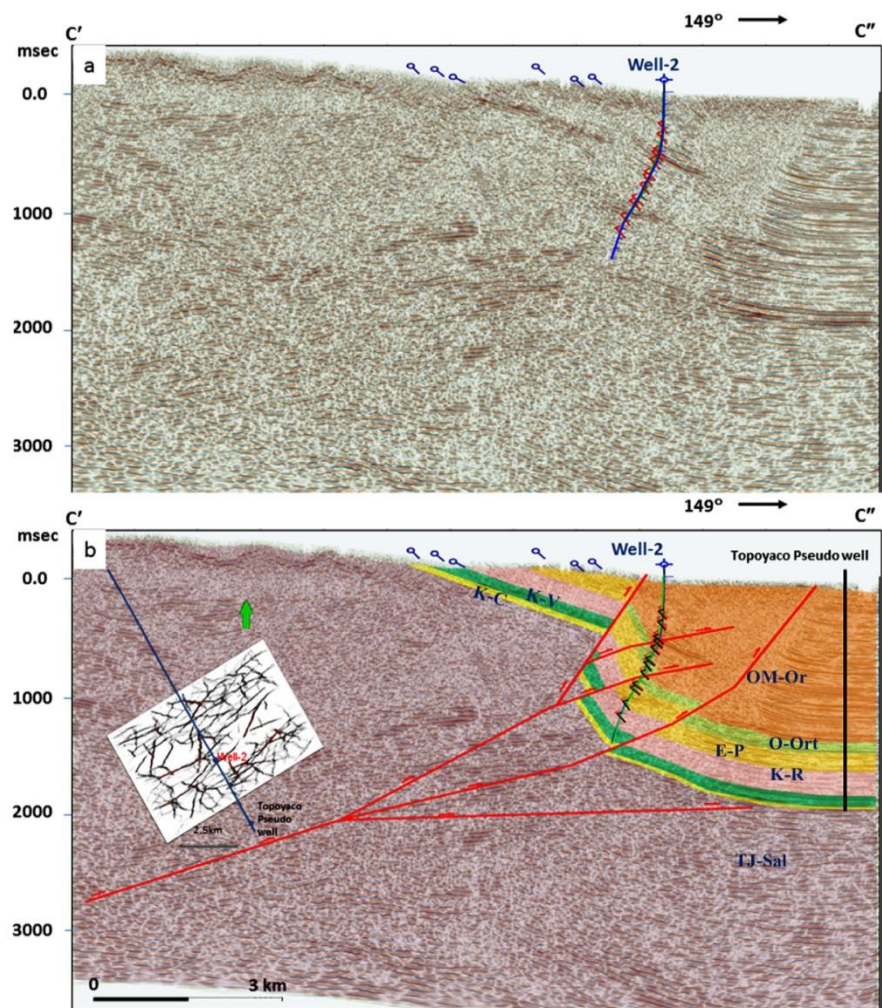 C′
149°
C″
msec
a
Well-2
0.0
1000
2000
3000
149°
C′
C″
msec
b
Well-2
Topoyaco Pseudo well
0.0
K-C
K-V
OM-Or
1000
O-Ort
E-P
Well-2
K-R
Topoyaco
Pseudo
well
2.5km
2000
TJ-Sal
3000
0
3 km